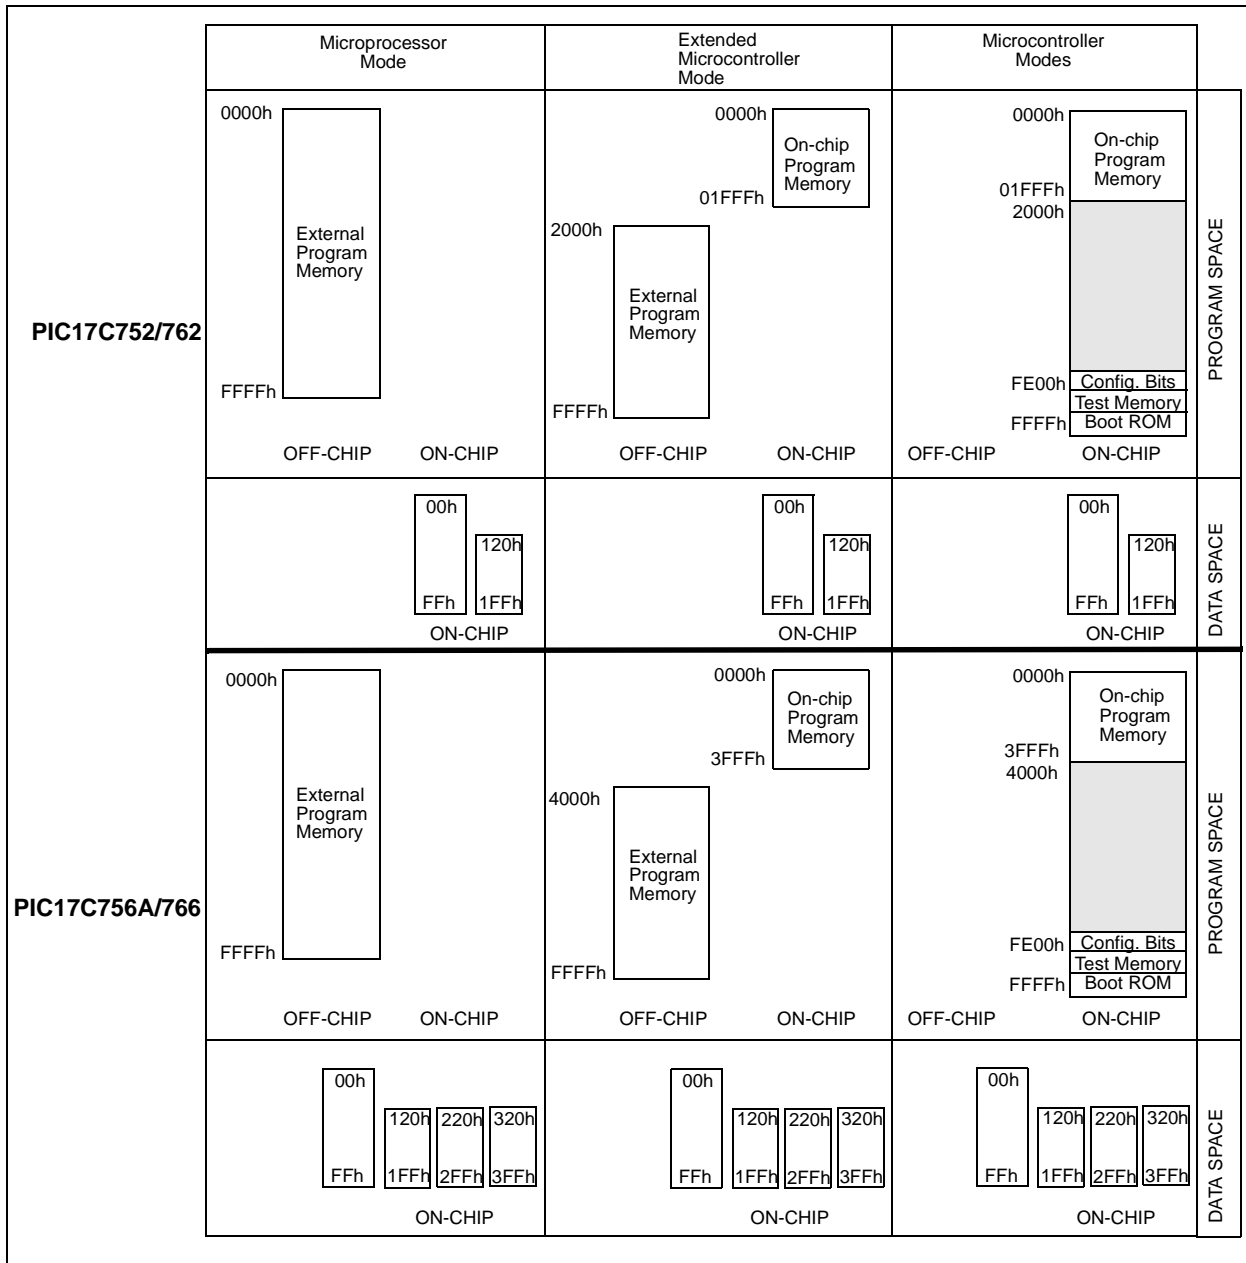 Microprocessor
Mode
Extended
Microcontroller
Mode
Microcontroller
Modes
PIC17C752/762
0000h
External
Program
Memory
FFFFh
OFF-CHIP ON-CHIP
0000h
On-chip
Program
Memory
01FFFh
2000h
External
Program
Memory
FFFFh
OFF-CHIP ON-CHIP
0000h
On-chip
Program
Memory
01FFFh
2000h
FE00h Config. Bits
Test Memory
FFFFh Boot ROM
OFF-CHIP ON-CHIP
PROGRAM SPACE
00h
120h
FFh 1FFh
ON-CHIP
00h
120h
FFh 1FFh
ON-CHIP
00h
120h
FFh 1FFh
ON-CHIP
DATA SPACE
PIC17C756A/766
0000h
External
Program
Memory
FFFFh
OFF-CHIP ON-CHIP
0000h
On-chip
Program
Memory
3FFFh
4000h
External
Program
Memory
FFFFh
OFF-CHIP ON-CHIP
0000h
On-chip
Program
Memory
3FFFh
4000h
FE00h Config. Bits
Test Memory
FFFFh Boot ROM
OFF-CHIP ON-CHIP
PROGRAM SPACE
00h
120h 220h 320h
FFh 1FFh 2FFh 3FFh
ON-CHIP
00h
120h 220h 320h
FFh 1FFh 2FFh 3FFh
ON-CHIP
00h
120h 220h 320h
FFh 1FFh 2FFh 3FFh
ON-CHIP
DATA SPACE